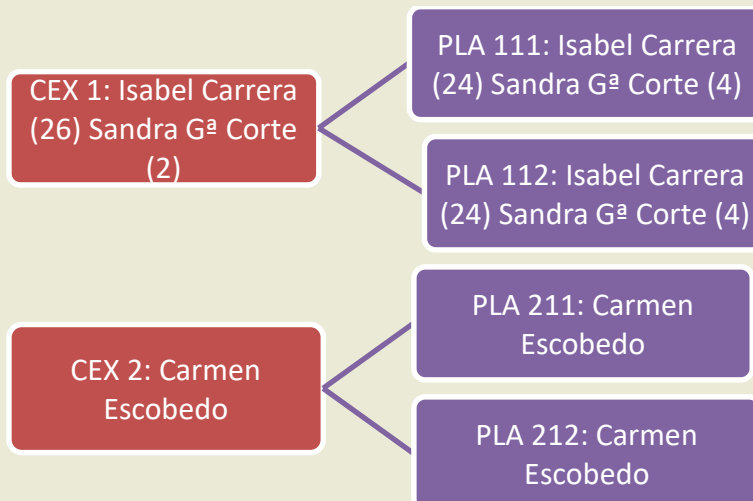 CEX 1: Isabel Carrera
(26) Sandra Gª Corte
(2)
PLA 111: Isabel Carrera
(24) Sandra Gª Corte (4)
PLA 112: Isabel Carrera
(24) Sandra Gª Corte (4)
CEX 2: Carmen
Escobedo
PLA 211: Carmen
Escobedo
PLA 212: Carmen
Escobedo